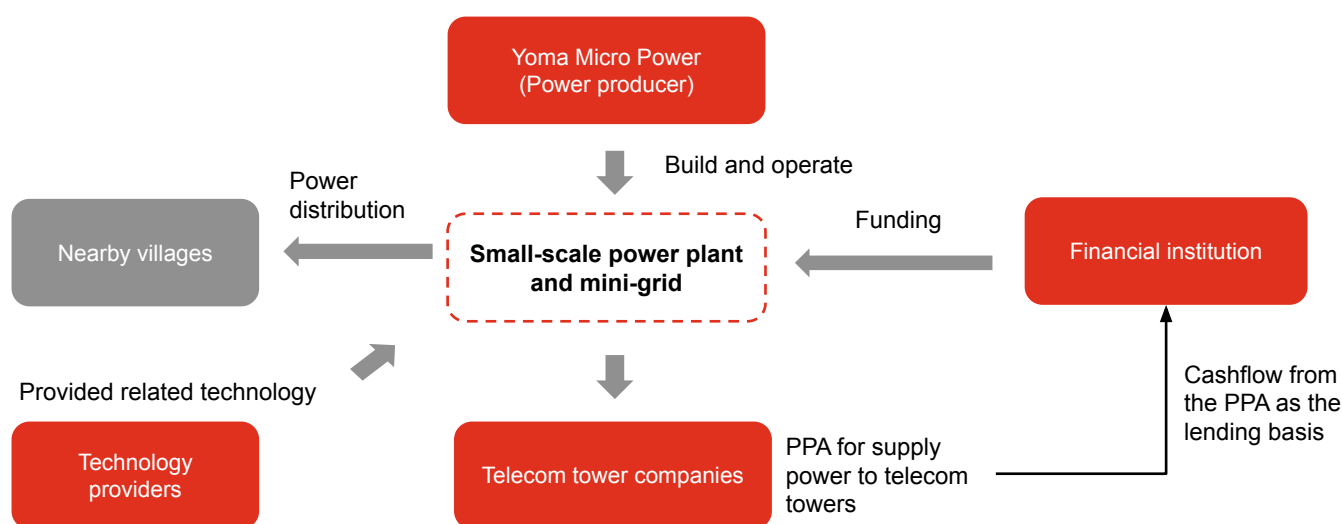 Yoma Micro Power
(Power producer)
Build and operate
Power
distribution
Nearby villages
Small-scale power plant
and mini-grid
Funding
Financial institution
Provided related technology
Technology
providers
Telecom tower companies
PPA for supply
power to telecom
towers
Cashflow from
the PPA as the
lending basis